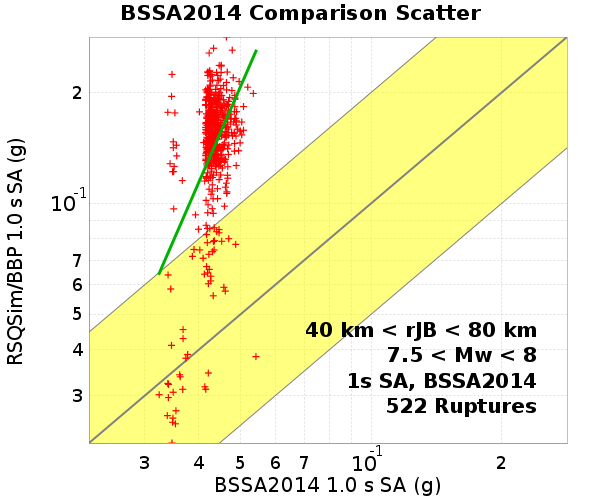 BSSA2014 Comparison Scatter
RSQSim/BBP 1.0 s SA (g)
2
10^-1
7
6
5
4
3
40 km < rJB < 80 km
7.5 < Mw < 8
1s SA, BSSA2014
522 Ruptures
3 4 5 6 7 10^-1 2
BSSA2014 1.0 s SA (g)